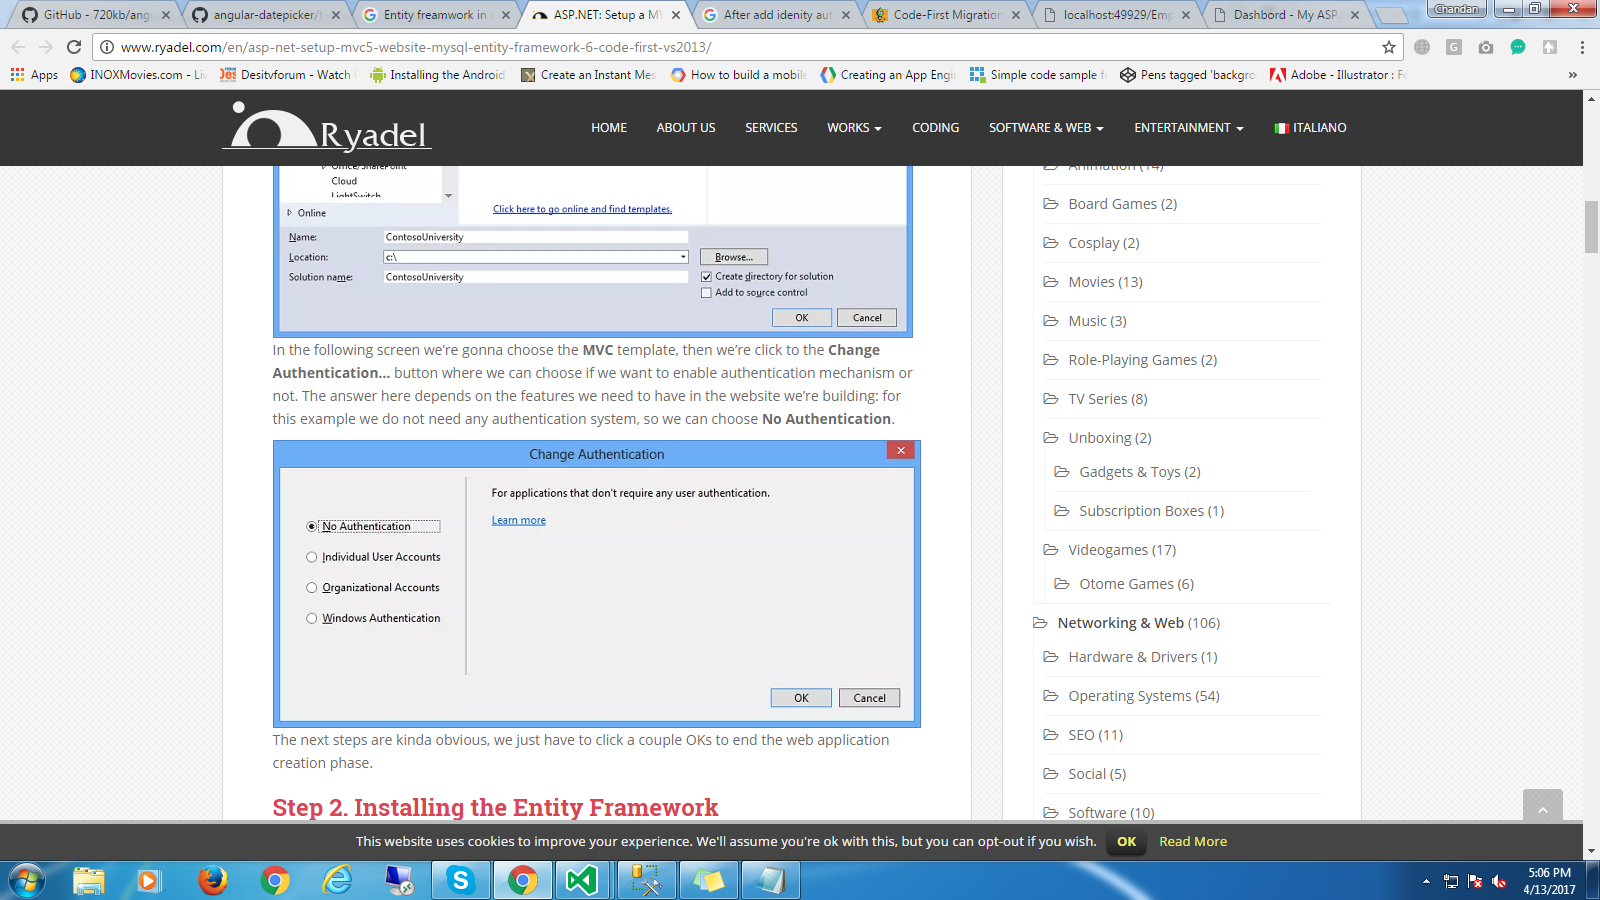 GitHub - 720kb/ang
angular-datepicker/
Entity freamwork in
ASP.NET: Setup a M
After add idenity aut
Code-First Migration
localhost:49929/Emp
Dashbord - My ASP.
Chandan
www.ryadel.com/en/asp-net-setup-mvc5-website-mysql-entity-framework-6-code-first-vs2013/
Apps
INOXMovies.com - Li
Desitvforum - Watch
Installing the Android
Create an Instant Mes
How to build a mobile
Creating an App Engi
Simple code sample f
Pens tagged 'backgro
Adobe - Illustrator : F
»
Ryadel
HOME
ABOUT US
SERVICES
WORKS
CODING
SOFTWARE & WEB
ENTERTAINMENT
ITALIANO
Office/SharePoint
Cloud
LightSwitch
Online
Click here to go online and find templates.
Name: ContosoUniversity
Location: c:\ Browse...
Solution name: ContosoUniversity
Create directory for solution
Add to source control
OK Cancel
In the following screen we're gonna choose the MVC template, then we're click to the Change
Authentication... button where we can choose if we want to enable authentication mechanism or
not. The answer here depends on the features we need to have in the website we're building: for
this example we do not need any authentication system, so we can choose No Authentication.
Change Authentication
For applications that don't require any user authentication.
Learn more
No Authentication
Individual User Accounts
Organizational Accounts
Windows Authentication
OK Cancel
The next steps are kinda obvious, we just have to click a couple OKs to end the web application
creation phase.
Step 2. Installing the Entity Framework
Animation (14)
Board Games (2)
Cosplay (2)
Movies (13)
Music (3)
Role-Playing Games (2)
TV Series (8)
Unboxing (2)
Gadgets & Toys (2)
Subscription Boxes (1)
Videogames (17)
Otome Games (6)
Networking & Web (106)
Hardware & Drivers (1)
Operating Systems (54)
SEO (11)
Social (5)
Software (10)
This website uses cookies to improve your experience. We'll assume you're ok with this, but you can opt-out if you wish. OK Read More
5:06 PM
4/13/2017